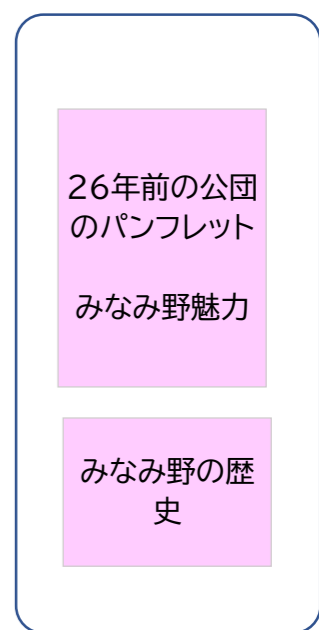 26年前の公団
のパンフレット
みなみ野魅力
みなみ野の歴
史